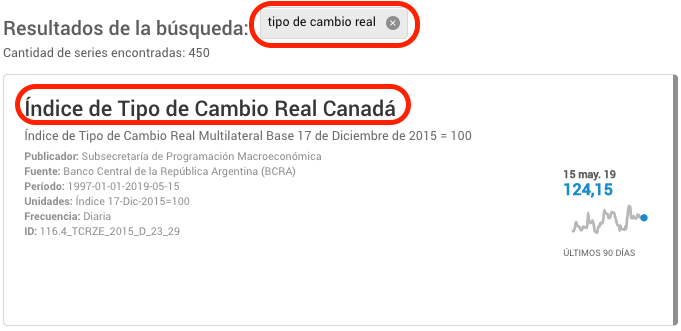 Resultados de la búsqueda: tipo de cambio real
Cantidad de series encontradas: 450
Índice de Tipo de Cambio Real Canadá
Índice de Tipo de Cambio Real Multilateral Base 17 de Diciembre de 2015 = 100
Publicador: Subsecretaría de Programación Macroeconómica
Fuente: Banco Central de la República Argentina (BCRA)
Período: 1997-01-01-2019-05-15
Unidades: Índice 17-Dic-2015=100
Frecuencia: Diaria
ID: 116.4_TCRZE_2015_D_23_29
15 may. 19
124,15
ÚLTIMOS 90 DÍAS